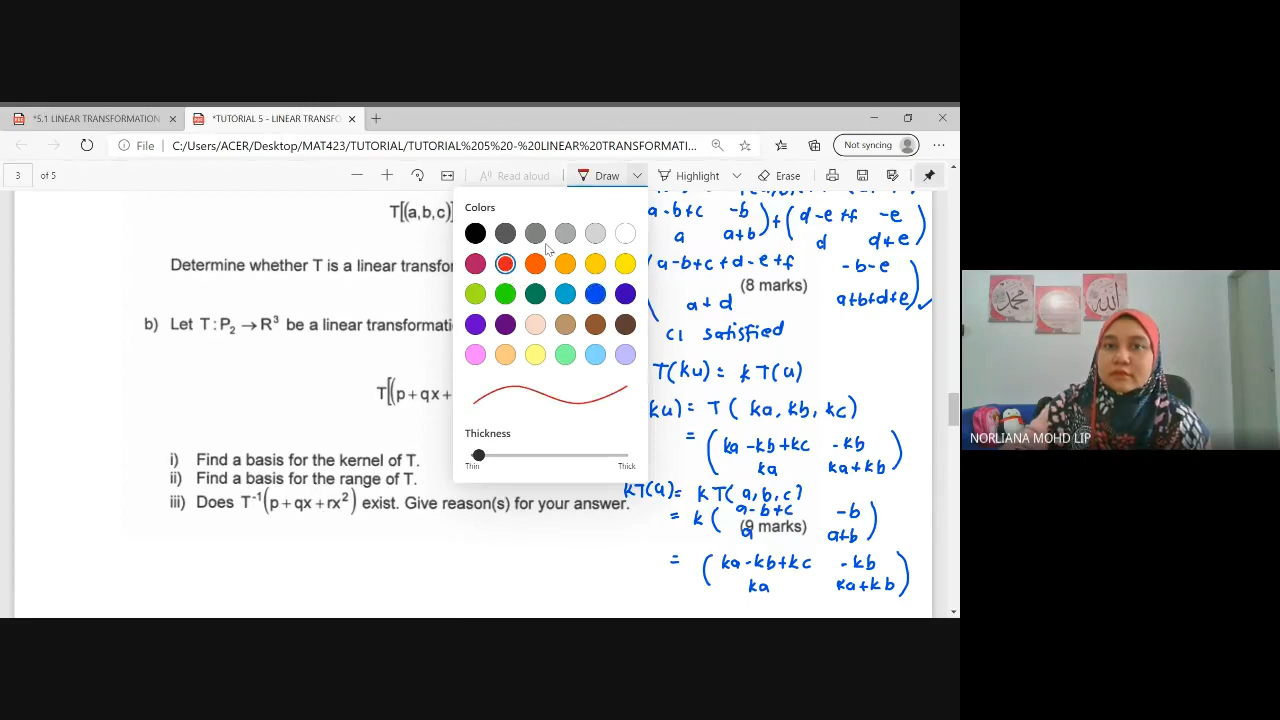 *5.1 LINEAR TRANSFORMATION
*TUTORIAL 5 - LINEAR TRANSFO
File
C:/Users/ACER/Desktop/MAT423/TUTORIAL/TUTORIAL%205%20-%20LINEAR%20TRANSFORMATI...
Not syncing
3 of 5
Read aloud
Draw
Highlight
Erase
Colors
Thickness
Thin
Thick
T[(a,b,c)]
Determine whether T is a linear transfor
(8 marks)
b) Let T : P₂ → R³ be a linear transformati
T[(p + qx +
i) Find a basis for the kernel of T.
ii) Find a basis for the range of T.
iii) Does T⁻¹(p + qx + rx²) exist. Give reason(s) for your answer.
(9 marks)
a-b+c -b ) + ( d-e+f -e )
a a+b d d+e
a-b+c+d-e+f -b-e
a+d a+b+d+e ) ✓
C1 satisfied
T(ku) = kT(u)
ku) = T(ka, kb, kc)
= ( ka-kb+kc -kb )
ka ka+kb
kT(u) = kT(a,b,c)
= k ( a-b+c -b )
a a+b
= ( ka-kb+kc -kb )
ka ka+kb
NORLIANA MOHD LIP